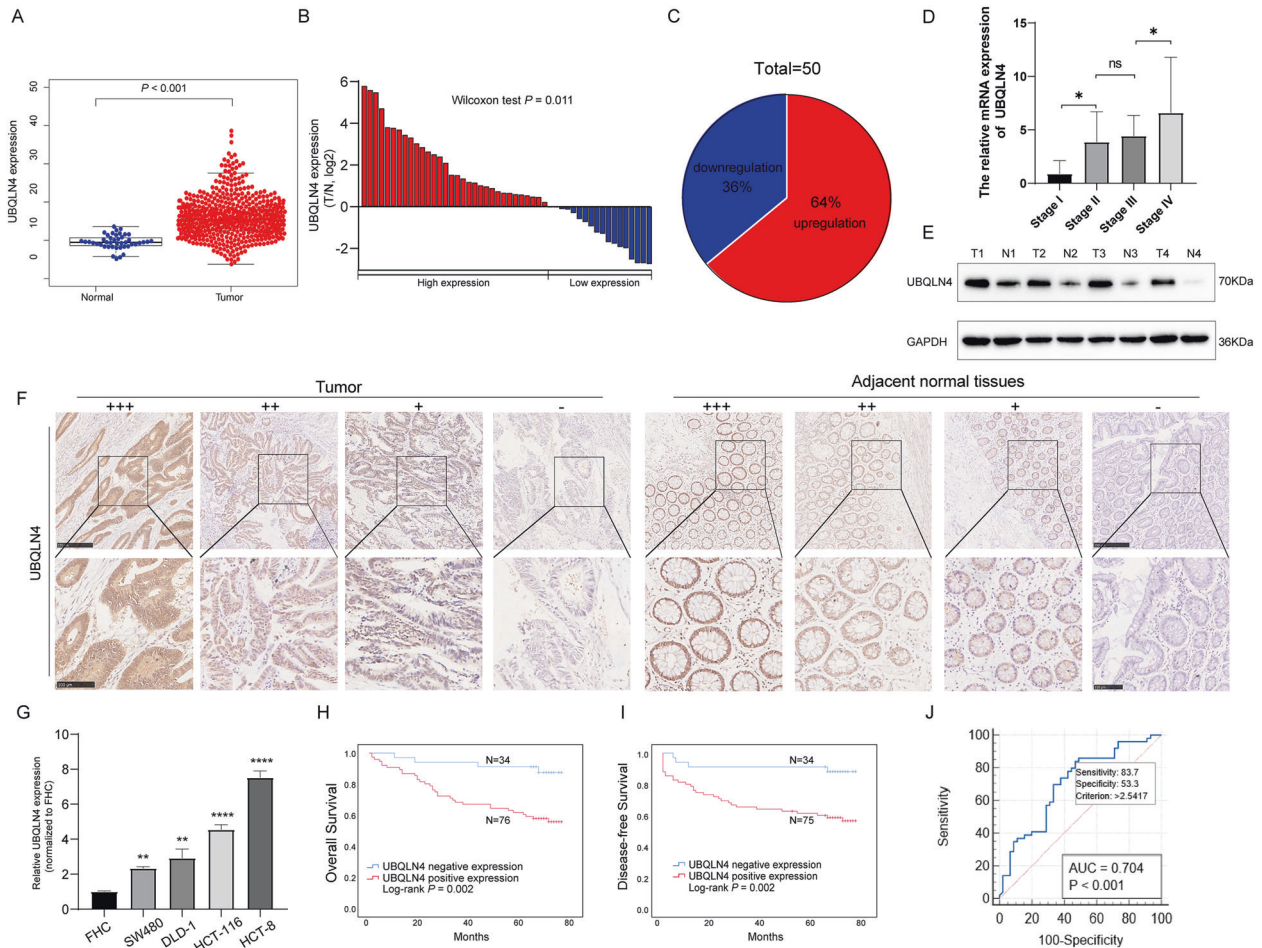 A
UBQLN4 expression
50
40
30
20
10
0
P < 0.001
Normal
Tumor
B
UBQLN4 expression
(T/N, log2)
6
4
2
0
-2
Wilcoxon test P = 0.011
High expression
Low expression
C
Total=50
downregulation
36%
64%
upregulation
D
The relative mRNA expression
of UBQLN4
15
10
5
0
*
ns
*
Stage I
Stage II
Stage III
Stage IV
E
T1 N1 T2 N2 T3 N3 T4 N4
UBQLN4
70KDa
GAPDH
36KDa
F
Tumor
Adjacent normal tissues
+++ ++ + -
+++ ++ + -
UBQLN4
100 μm
G
Relative UBQLN4 expression
(normalized to FHC)
10
8
6
4
2
0
**
**
****
****
FHC
SW480
DLD-1
HCT-116
HCT-8
H
Overall Survival
1.0
0.8
0.6
0.4
0.2
0.0
N=34
N=76
UBQLN4 negative expression
UBQLN4 positive expression
Log-rank P = 0.002
0 20 40 60 80
Months
I
Disease-free Survival
1.0
0.8
0.6
0.4
0.2
0.0
N=34
N=75
UBQLN4 negative expression
UBQLN4 positive expression
Log-rank P = 0.002
0 20 40 60 80
Months
J
Sensitivity
100
80
60
40
20
0
Sensitivity: 83.7
Specificity: 53.3
Criterion: >2.5417
AUC = 0.704
P < 0.001
0 20 40 60 80 100
100-Specificity